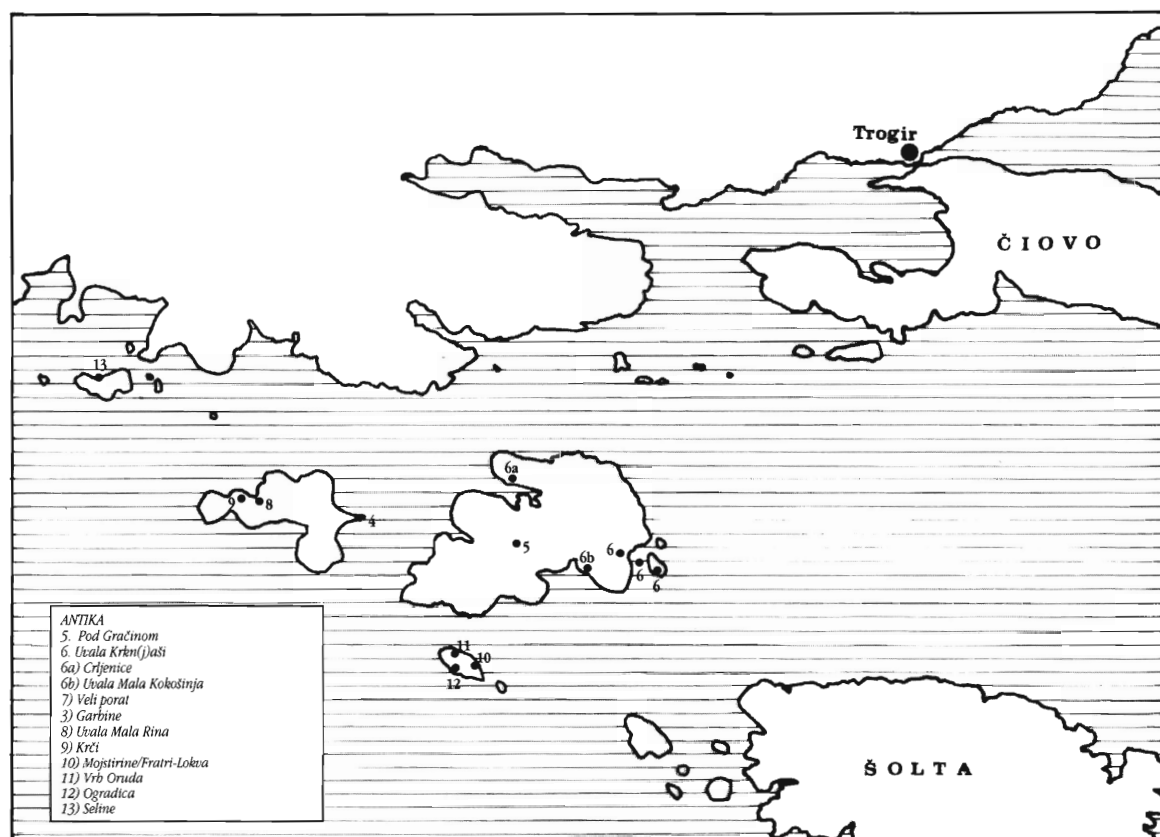 Trogir
ČIOVO
13
6a
9
8
4
5
6b
6
6
6
11
10
12
ŠOLTA
ANTIKA
5. Pod Gračinom
6. Uvala Krkn(j)aši
6a) Crljenice
6b) Uvala Mala Kokošinja
7) Veli porat
3) Garbine
8) Uvala Mala Rina
9) Krči
10) Mojstirine/Fratri-Lokva
11) Vrh Oruda
12) Ogradica
13) Seline